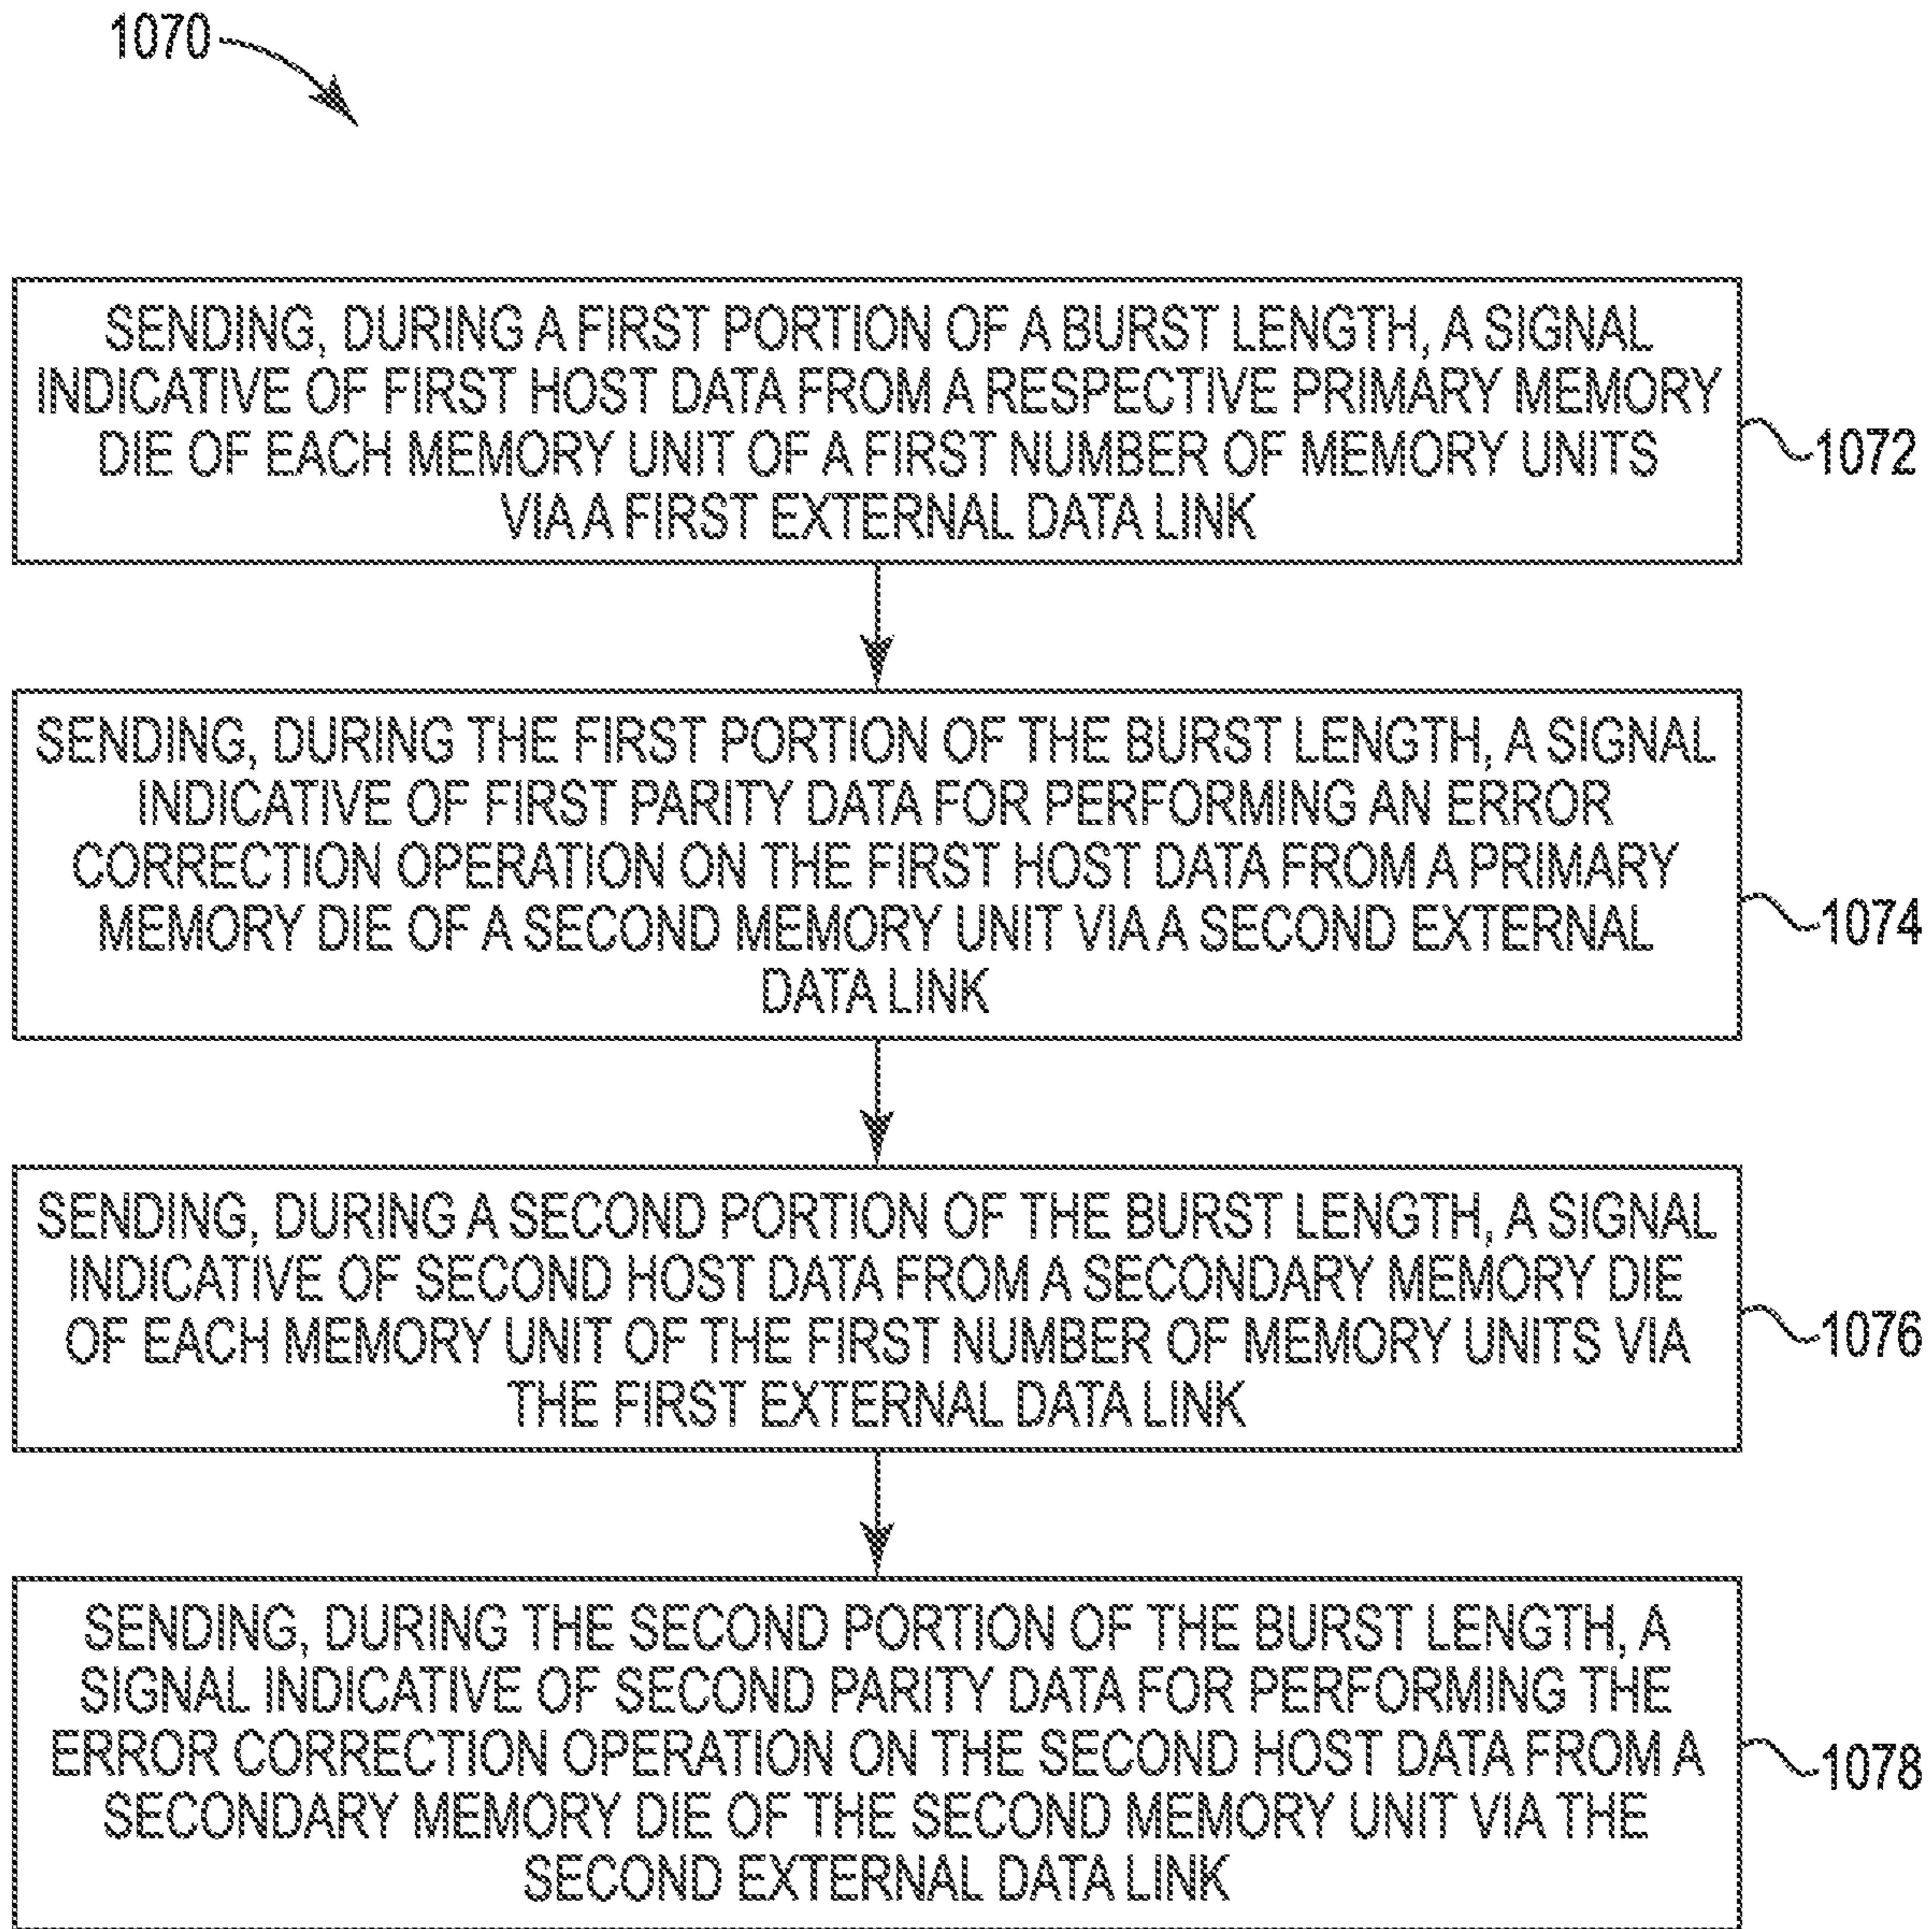 1070
SENDING, DURING A FIRST PORTION OF A BURST LENGTH, A SIGNAL
INDICATIVE OF FIRST HOST DATA FROM A RESPECTIVE PRIMARY MEMORY
DIE OF EACH MEMORY UNIT OF A FIRST NUMBER OF MEMORY UNITS
VIA A FIRST EXTERNAL DATA LINK
1072
SENDING, DURING THE FIRST PORTION OF THE BURST LENGTH, A SIGNAL
INDICATIVE OF FIRST PARITY DATA FOR PERFORMING AN ERROR
CORRECTION OPERATION ON THE FIRST HOST DATA FROM A PRIMARY
MEMORY DIE OF A SECOND MEMORY UNIT VIA A SECOND EXTERNAL
DATA LINK
1074
SENDING, DURING A SECOND PORTION OF THE BURST LENGTH, A SIGNAL
INDICATIVE OF SECOND HOST DATA FROM A SECONDARY MEMORY DIE
OF EACH MEMORY UNIT OF THE FIRST NUMBER OF MEMORY UNITS VIA
THE FIRST EXTERNAL DATA LINK
1076
SENDING, DURING THE SECOND PORTION OF THE BURST LENGTH, A
SIGNAL INDICATIVE OF SECOND PARITY DATA FOR PERFORMING THE
ERROR CORRECTION OPERATION ON THE SECOND HOST DATA FROM A
SECONDARY MEMORY DIE OF THE SECOND MEMORY UNIT VIA THE
SECOND EXTERNAL DATA LINK
1078